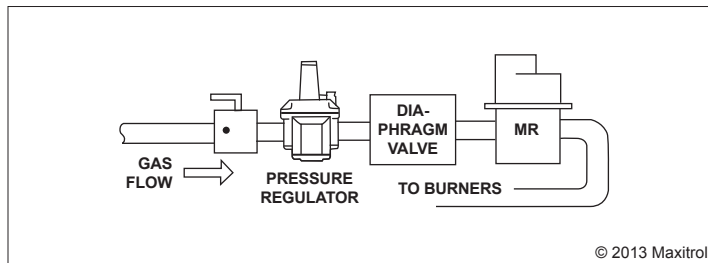 DIA-
PHRAGM
VALVE
MR
GAS
FLOW
PRESSURE
REGULATOR
TO BURNERS
© 2013 Maxitrol